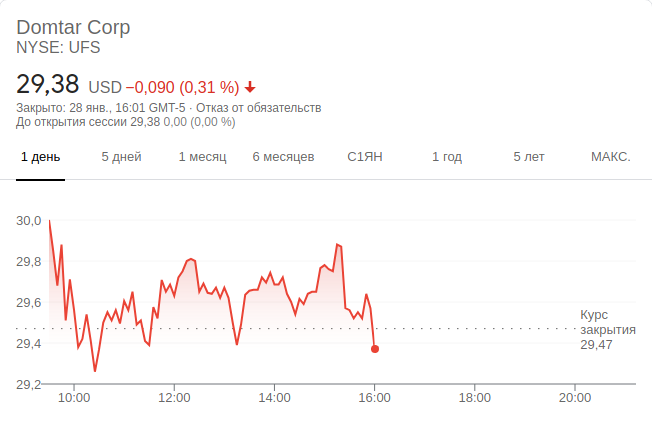 Domtar Corp
NYSE: UFS
29,38 USD −0,090 (0,31 %)
Закрыто: 28 янв., 16:01 GMT-5 · Отказ от обязательств
До открытия сессии 29,38 0,00 (0,00 %)
1 день 5 дней 1 месяц 6 месяцев С1ЯН 1 год 5 лет МАКС.
30,0
29,8
29,6
Курс
закрытия
29,47
29,4
29,2
10:00 12:00 14:00 16:00 18:00 20:00